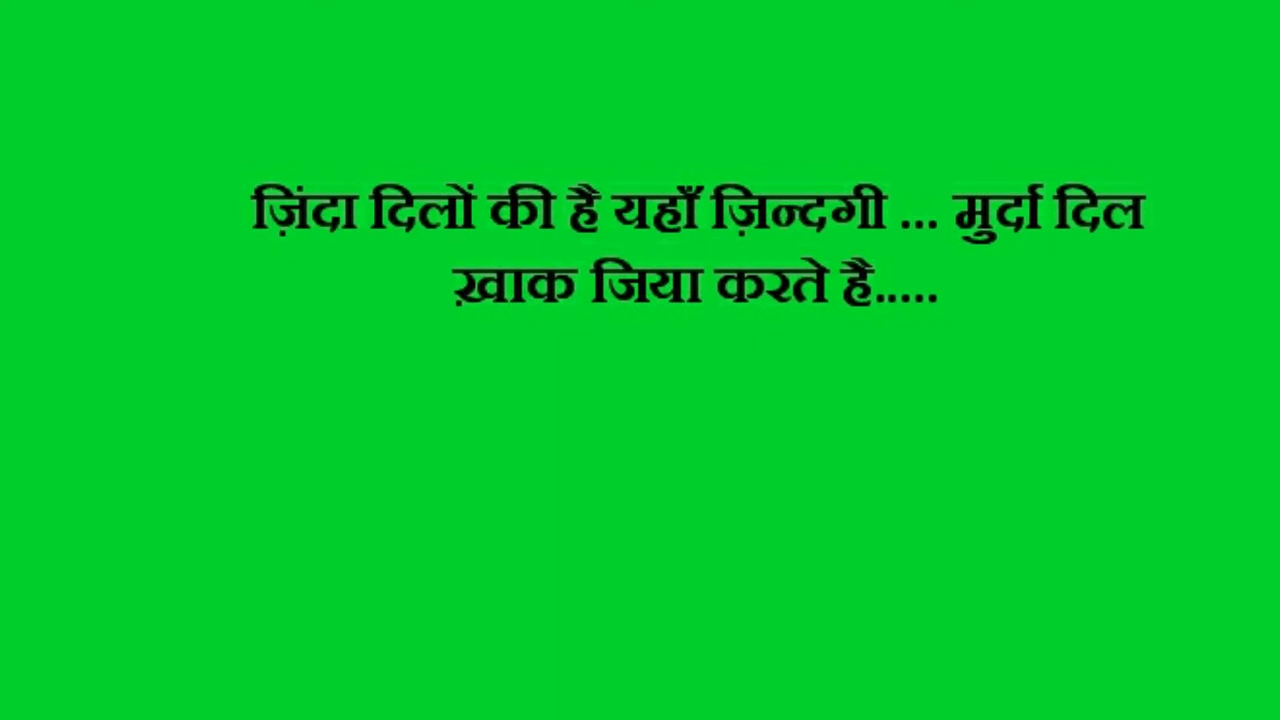 ज़िंदा दिलों की है यहाँ ज़िन्दगी ... मुर्दा दिल
ख़ाक जिया करते है.....